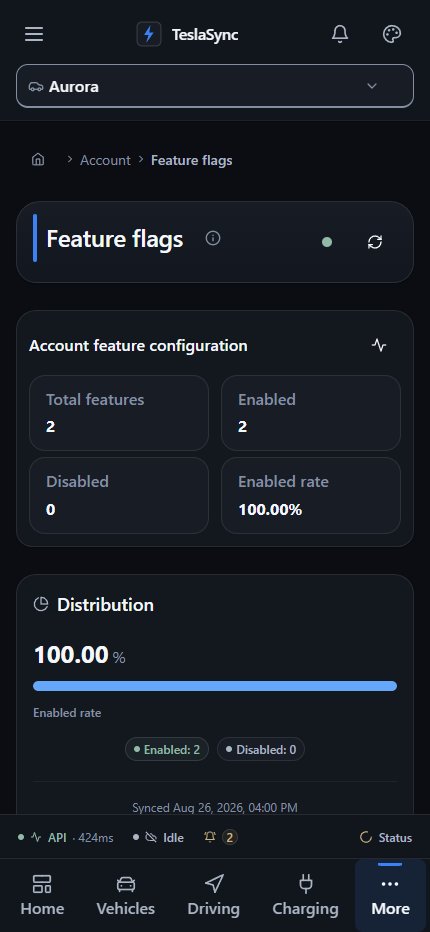 TeslaSync
Aurora
Account
Feature flags
Feature flags
Account feature configuration
Total features
2
Enabled
2
Disabled
0
Enabled rate
100.00%
Distribution
100.00 %
Enabled rate
Enabled: 2
Disabled: 0
Synced Aug 26, 2026, 04:00 PM
API · 424ms
Idle
2
Status
Home
Vehicles
Driving
Charging
More